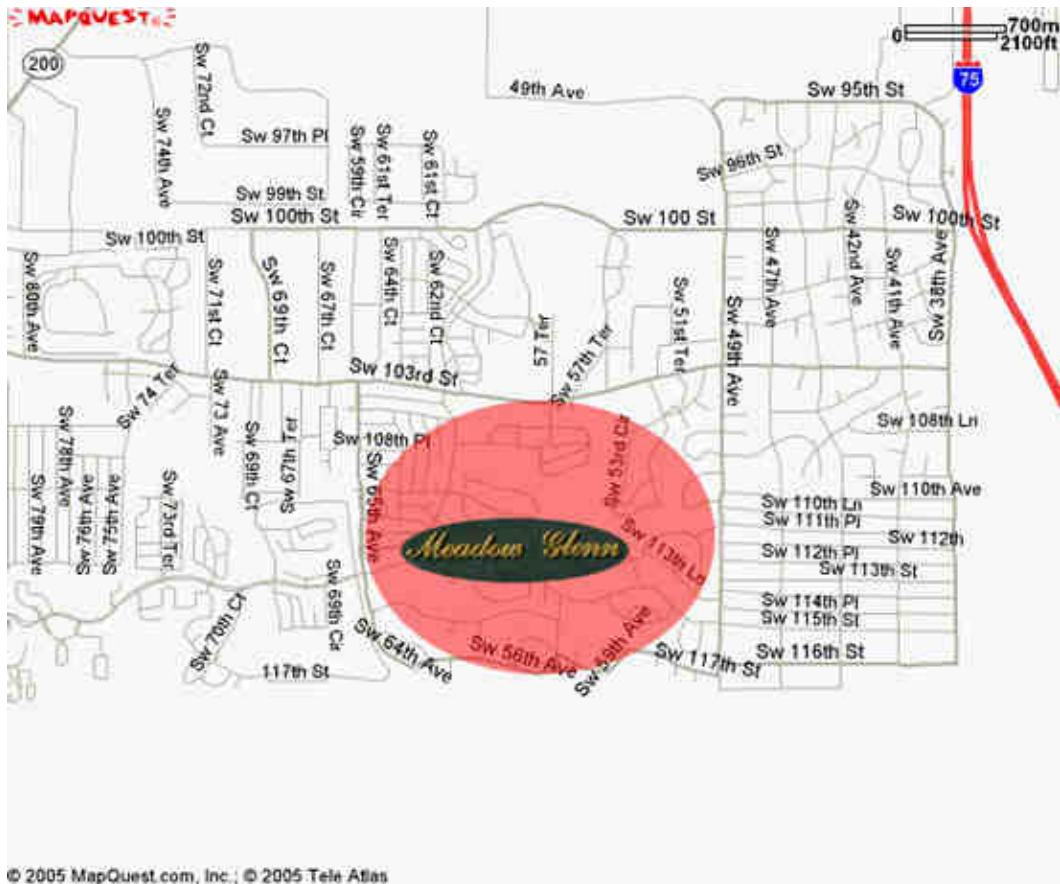 MAPQUEST
700m
0 2100ft
200
75
Sw 72nd Ct
Sw 74th Ave
Sw 97th Pl
49th Ave
Sw 95th St
Sw 59th Cir
Sw 61st Ter
Sw 61st Ct
Sw 96th St
Sw 99th St
Sw 100th St
Sw 100 St
Sw 100th St
Sw 100th St
Sw 80th Ave
Sw 71st Ct
Sw 69th Ct
Sw 67th Ct
Sw 64th Ct
Sw 62nd Ct
57 Ter
Sw 57th Ter
Sw 51st Ter
Sw 49th Ave
Sw 47th Ave
Sw 42nd Ave
Sw 41th Ave
Sw 38th Ave
Sw 103rd St
Sw 74 Ter
Sw 73 Ave
Sw 108th Pl
Sw 108th Ln
Sw 78th Ave
Sw 79th Ave
Sw 76th Ave
Sw 75th Ave
Sw 73rd Ter
Sw 69th Ct
Sw 67th Ter
Sw 65th Ave
Sw 53rd Cir
Sw 110th Ave
Sw 110th Ln
Sw 111th Pl
Sw 112th
Sw 112th Pl
Sw 113th St
Meadow Glenn
Sw 113th Ln
Sw 114th Pl
Sw 115th St
Sw 116th St
Sw 69th Cir
Sw 70th Ct
117th St
Sw 64th Ave
Sw 56th Ave
Sw 59th Ave
Sw 117th St
© 2005 MapQuest.com, Inc.; © 2005 Tele Atlas